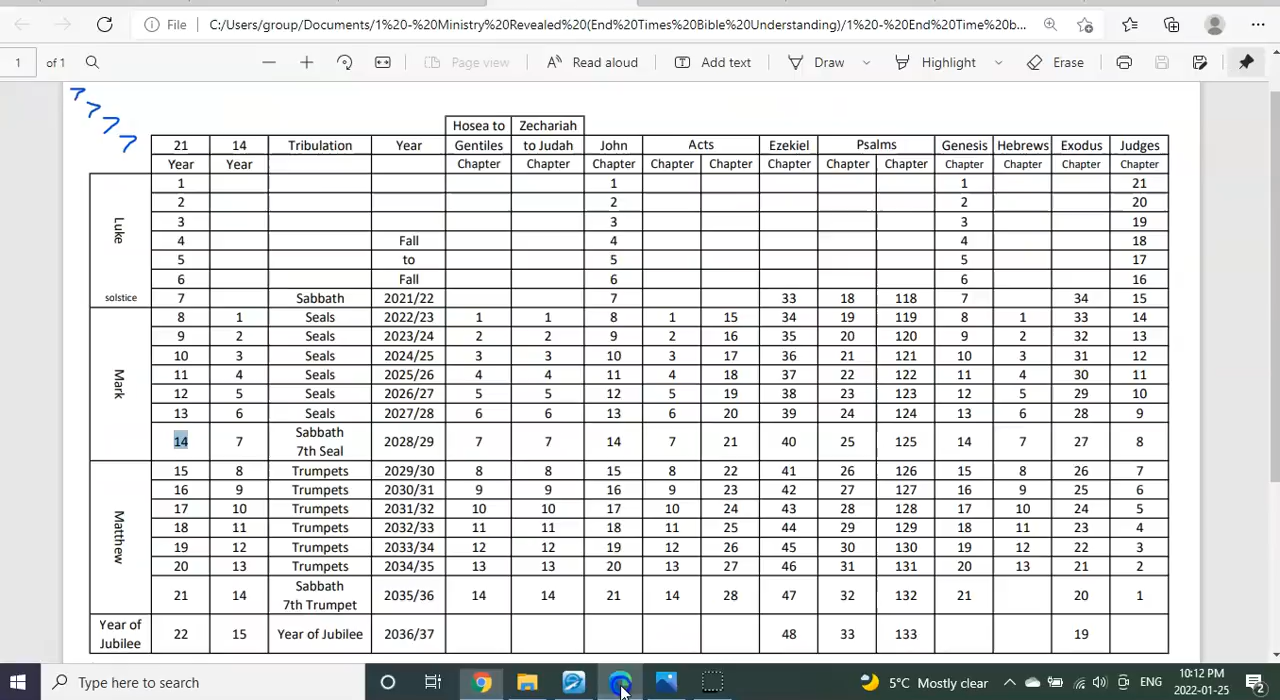 File C:/Users/group/Documents/1%20-%20Ministry%20Revealed%20(End%20Times%20Bible%20Understanding)/1%20-%20End%20Time%20b...
1 of 1 Page view A Read aloud Add text Draw Highlight Erase
7
7
7
7
Hosea to Zechariah
21 14 Tribulation Year Gentiles to Judah John Acts Ezekiel Psalms Genesis Hebrews Exodus Judges
Year Year Chapter Chapter Chapter Chapter Chapter Chapter Chapter Chapter Chapter Chapter Chapter Chapter
Luke
1 1 1 21
2 2 2 20
3 3 3 19
4 Fall 4 4 18
5 to 5 5 17
6 Fall 6 6 16
solstice 7 Sabbath 2021/22 7 33 18 118 7 34 15
Mark
8 1 Seals 2022/23 1 1 8 1 15 34 19 119 8 1 33 14
9 2 Seals 2023/24 2 2 9 2 16 35 20 120 9 2 32 13
10 3 Seals 2024/25 3 3 10 3 17 36 21 121 10 3 31 12
11 4 Seals 2025/26 4 4 11 4 18 37 22 122 11 4 30 11
12 5 Seals 2026/27 5 5 12 5 19 38 23 123 12 5 29 10
13 6 Seals 2027/28 6 6 13 6 20 39 24 124 13 6 28 9
14 7 Sabbath 7th Seal 2028/29 7 7 14 7 21 40 25 125 14 7 27 8
Matthew
15 8 Trumpets 2029/30 8 8 15 8 22 41 26 126 15 8 26 7
16 9 Trumpets 2030/31 9 9 16 9 23 42 27 127 16 9 25 6
17 10 Trumpets 2031/32 10 10 17 10 24 43 28 128 17 10 24 5
18 11 Trumpets 2032/33 11 11 18 11 25 44 29 129 18 11 23 4
19 12 Trumpets 2033/34 12 12 19 12 26 45 30 130 19 12 22 3
20 13 Trumpets 2034/35 13 13 20 13 27 46 31 131 20 13 21 2
21 14 Sabbath 7th Trumpet 2035/36 14 14 21 14 28 47 32 132 21 20 1
Year of Jubilee 22 15 Year of Jubilee 2036/37 48 33 133 19
Type here to search 5°C Mostly clear ENG 10:12 PM
2022-01-25 2